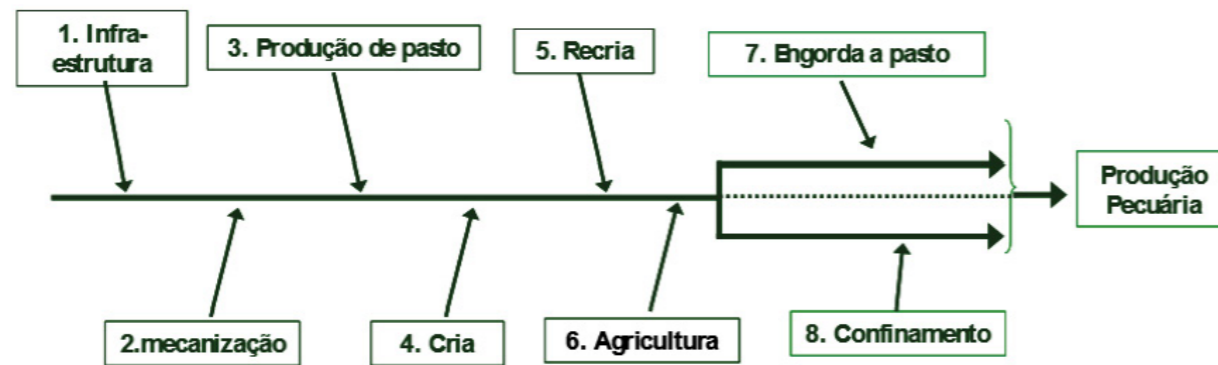 1. Infra-
estrutura
3. Produção de pasto
5. Recria
7. Engorda a pasto
Produção
Pecuária
2.mecanização
4. Cria
6. Agricultura
8. Confinamento